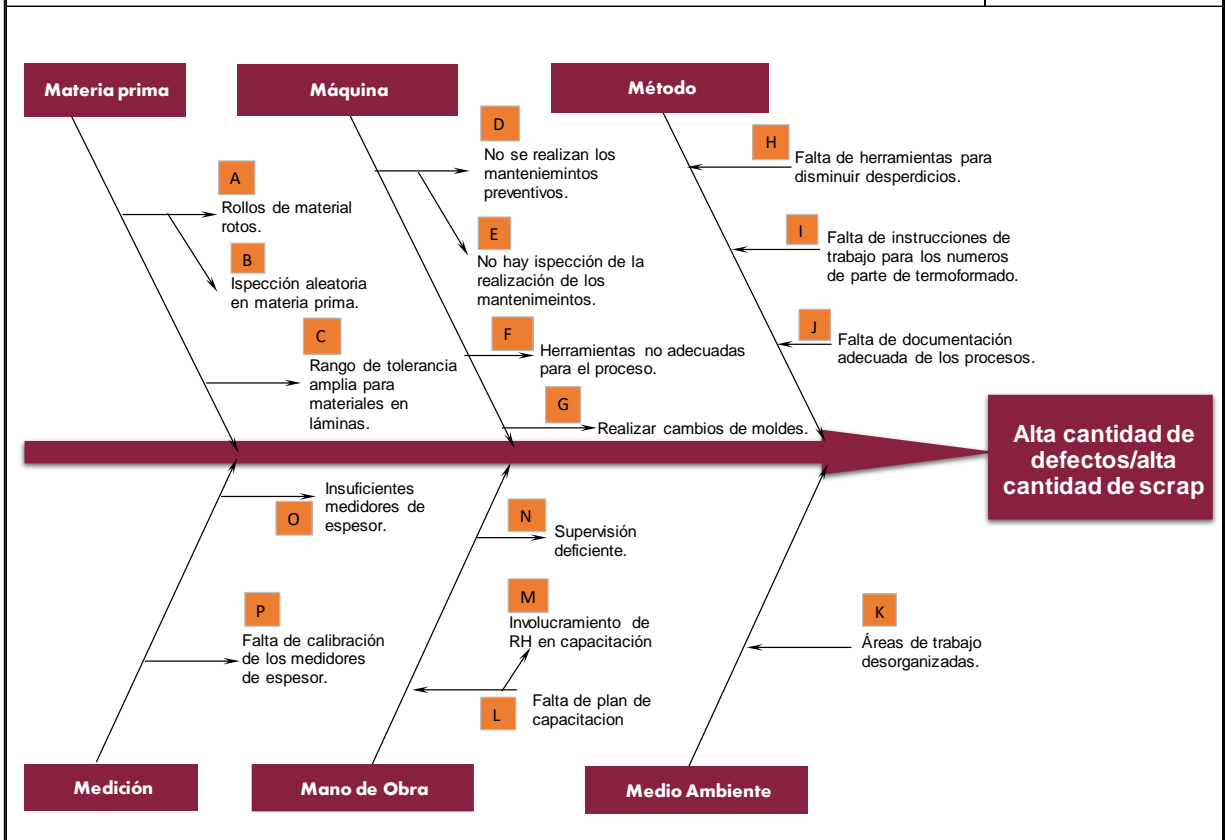 Materia prima
Máquina
Método
A
Rollos de material
rotos.
B
Ispección aleatoria
en materia prima.
C
Rango de tolerancia
amplia para
materiales en
láminas.
D
No se realizan los
manteniemintos
preventivos.
E
No hay ispección de la
realización de los
mantenimeintos.
F
Herramientas no adecuadas
para el proceso.
G
Realizar cambios de moldes.
H
Falta de herramientas para
disminuir desperdicios.
I
Falta de instrucciones de
trabajo para los numeros
de parte de termoformado.
J
Falta de documentación
adecuada de los procesos.
Alta cantidad de
defectos/alta
cantidad de scrap
Insuficientes
medidores de
espesor.
O
P
Falta de calibración
de los medidores
de espesor.
N
Supervisión
deficiente.
M
Involucramiento de
RH en capacitación
L
Falta de plan de
capacitacion
K
Áreas de trabajo
desorganizadas.
Medición
Mano de Obra
Medio Ambiente